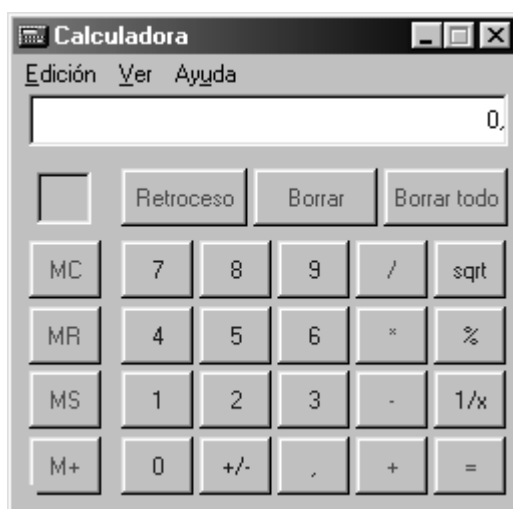 Calculadora
Edición Ver Ayuda
0,
Retroceso Borrar Borrar todo
MC 7 8 9 / sqrt
MR 4 5 6 * %
MS 1 2 3 - 1/x
M+ 0 +/- , + =